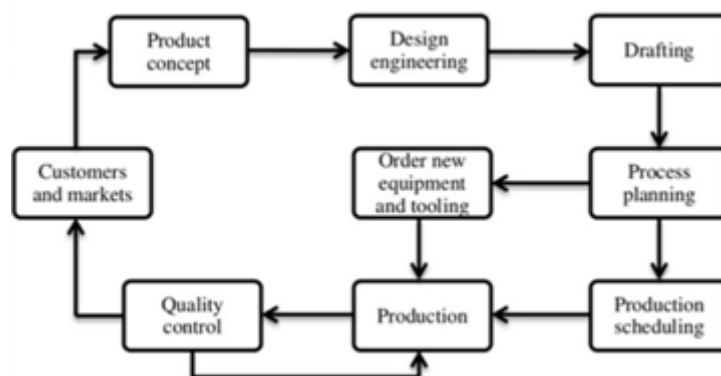 Product
concept
Design
engineering
Drafting
Customers
and markets
Order new
equipment
and tooling
Process
planning
Quality
control
Production
Production
scheduling